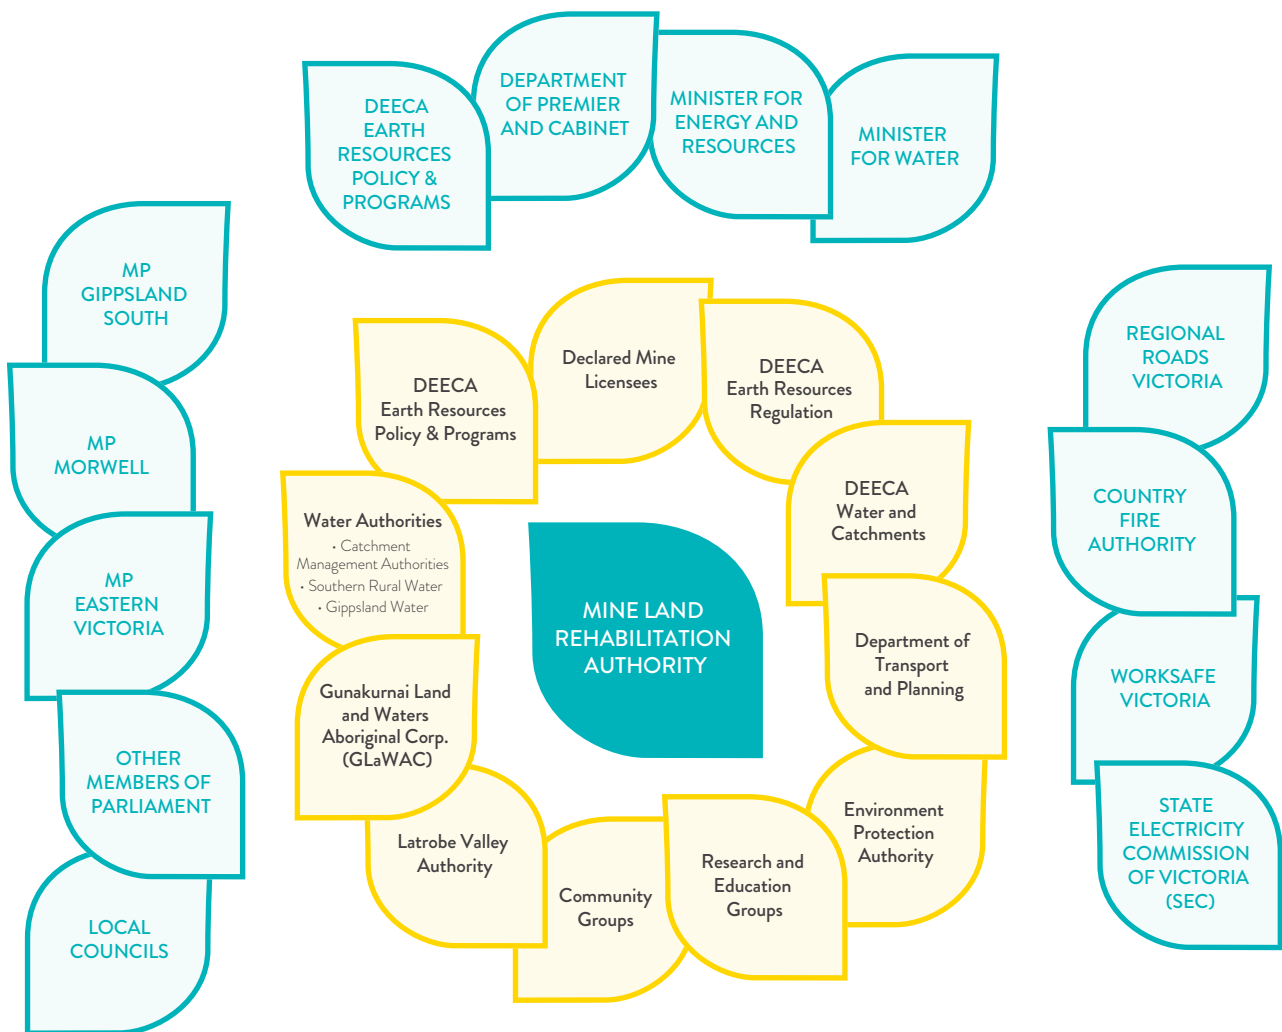 DEECA
EARTH
RESOURCES
POLICY &
PROGRAMS
DEPARTMENT
OF PREMIER
AND CABINET
MINISTER FOR
ENERGY AND
RESOURCES
MINISTER
FOR WATER
MP
GIPPSLAND
SOUTH
MP
MORWELL
MP
EASTERN
VICTORIA
OTHER
MEMBERS OF
PARLIAMENT
LOCAL
COUNCILS
DEECA
Earth Resources
Policy & Programs
Declared Mine
Licensees
DEECA
Earth Resources
Regulation
DEECA
Water and
Catchments
Department of
Transport
and Planning
Environment
Protection
Authority
Research and
Education
Groups
Community
Groups
Latrobe Valley
Authority
Gunakurnai Land
and Waters
Aboriginal Corp.
(GLaWAC)
Water Authorities
• Catchment
Management Authorities
• Southern Rural Water
• Gippsland Water
MINE LAND
REHABILITATION
AUTHORITY
REGIONAL
ROADS
VICTORIA
COUNTRY
FIRE
AUTHORITY
WORKSAFE
VICTORIA
STATE
ELECTRICITY
COMMISSION
OF VICTORIA
(SEC)